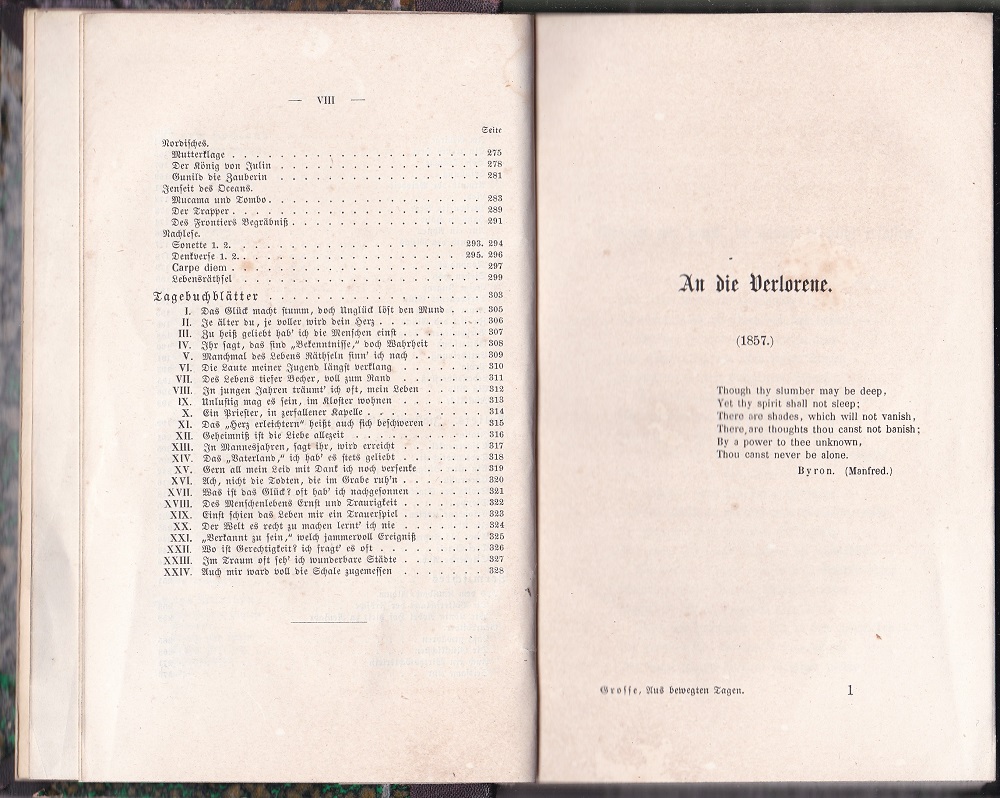 — VIII —
Seite
Nordisches.
Mutterklage . . . . . . . . . . . . . . . . . . . . . . 275
Der König von Julin . . . . . . . . . . . . . . . . . . 278
Gunild die Zauberin . . . . . . . . . . . . . . . . . . 281
Jenseit des Oceans.
Mucama und Tombo. . . . . . . . . . . . . . . . . . . 283
Der Trapper . . . . . . . . . . . . . . . . . . . . . . 289
Des Frontiers Begräbniß . . . . . . . . . . . . . . . . 291
Nachlese.
Sonette 1. 2. . . . . . . . . . . . . . . . . . . 293. 294
Denkverse 1. 2. . . . . . . . . . . . . . . . . . 295. 296
Carpe diem . . . . . . . . . . . . . . . . . . . . . . 297
Lebensräthsel . . . . . . . . . . . . . . . . . . . . . 299
Tagebuchblätter . . . . . . . . . . . . . . . . . . . . 303
I. Das Glück macht stumm, doch Unglück löst den Mund . . . 305
II. Je älter du, je voller wird dein Herz . . . . . . . . 306
III. Zu heiß geliebt hab' ich die Menschen einst . . . . . 307
IV. Ihr sagt, das sind „Bekenntnisse,“ doch Wahrheit . . . 308
V. Manchmal des Lebens Räthseln sinn' ich nach . . . . . 309
VI. Die Laute meiner Jugend längst verklang . . . . . . . 310
VII. Des Lebens tiefer Becher, voll zum Rand . . . . . . . 311
VIII. In jungen Jahren träumt' ich oft, mein Leben . . . . 312
IX. Unlustig mag es sein, im Kloster wohnen . . . . . . . 313
X. Ein Priester, in zerfallener Kapelle . . . . . . . . . 314
XI. Das „Herz erleichtern“ heißt auch sich beschweren . . . 315
XII. Geheimniß ist die Liebe allezeit . . . . . . . . . . 316
XIII. In Mannesjahren, sagt ihr, wird erreicht . . . . . . 317
XIV. Das „Vaterland,“ ich hab' es stets geliebt . . . . . 318
XV. Gern all mein Leid mit Dank ich noch versenke . . . . 319
XVI. Ach, nicht die Todten, die im Grabe ruh'n . . . . . . 320
XVII. Was ist das Glück? oft hab' ich nachgesonnen . . . . 321
XVIII. Des Menschenlebens Ernst und Traurigkeit . . . . . . 322
XIX. Einst schien das Leben mir ein Trauerspiel . . . . . 323
XX. Der Welt es recht zu machen lernt' ich nie . . . . . 324
XXI. „Verkannt zu sein,“ welch jammervoll Ereigniß . . . . 325
XXII. Wo ist Gerechtigkeit? ich fragt' es oft . . . . . . . 326
XXIII. Im Traum oft seh' ich wunderbare Städte . . . . . . 327
XXIV. Auch mir ward voll die Schale zugemessen . . . . . . 328
An die Verlorene.
(1857.)
Though thy slumber may be deep,
Yet thy spirit shall not sleep;
There are shades, which will not vanish,
There are thoughts thou canst not banish;
By a power to thee unknown,
Thou canst never be alone.
Byron. (Manfred.)
Grosse, Aus bewegten Tagen. 1